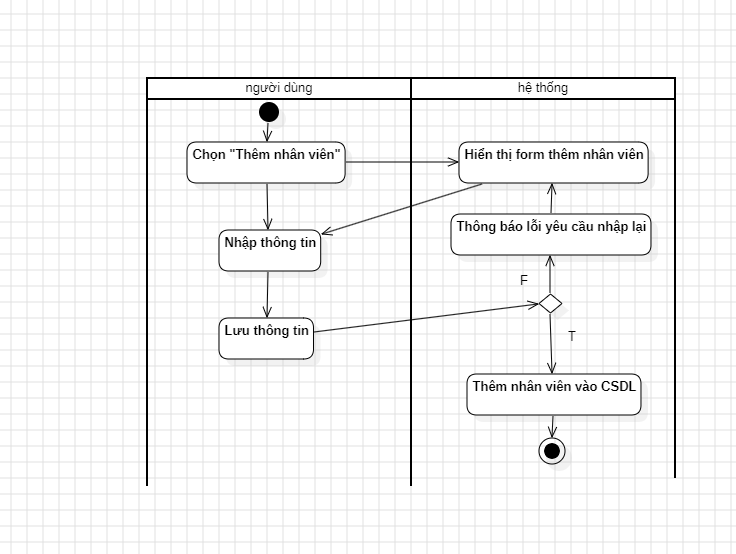 người dùng
hệ thống
Chọn "Thêm nhân viên"
Hiển thị form thêm nhân viên
Thông báo lỗi yêu cầu nhập lại
Nhập thông tin
F
Lưu thông tin
T
Thêm nhân viên vào CSDL